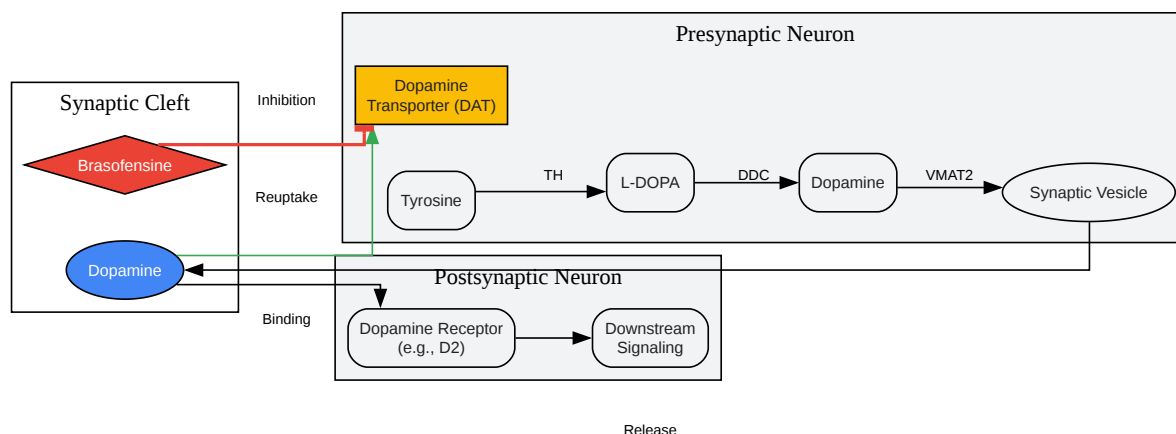 Presynaptic Neuron
Dopamine
Transporter (DAT)
Synaptic Cleft
Inhibition
Brasofensine
TH
L-DOPA
DDC
Dopamine
VMAT2
Synaptic Vesicle
Tyrosine
Reuptake
Dopamine
Postsynaptic Neuron
Binding
Dopamine Receptor
(e.g., D2)
Downstream
Signaling
Release